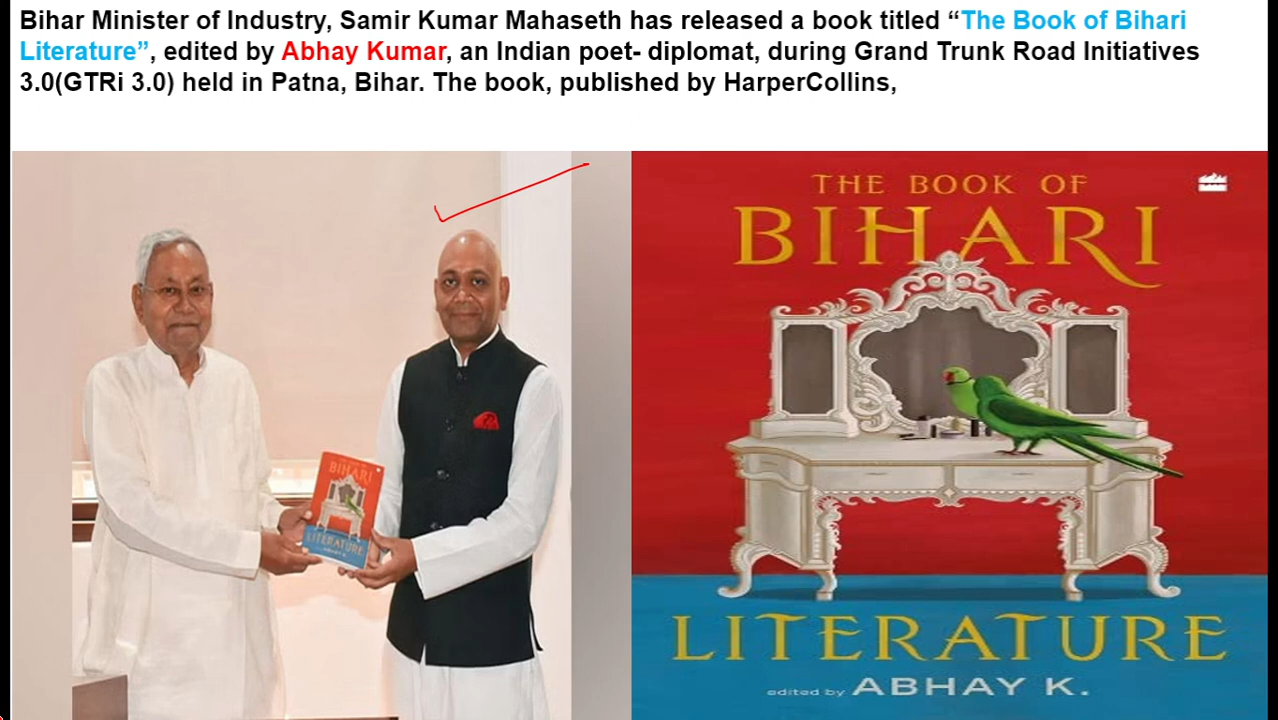 Bihar Minister of Industry, Samir Kumar Mahaseth has released a book titled “The Book of Bihari
Literature”, edited by Abhay Kumar, an Indian poet- diplomat, during Grand Trunk Road Initiatives
3.0(GTRi 3.0) held in Patna, Bihar. The book, published by HarperCollins,
BIHARI
LITERATURE
THE BOOK OF
BIHARI
LITERATURE
edited by ABHAY K.